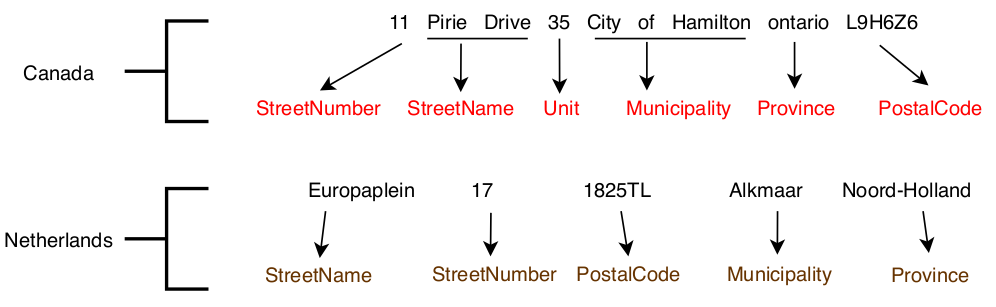 11 Pirie Drive 35 City of Hamilton ontario L9H6Z6
Canada
StreetNumber StreetName Unit Municipality Province PostalCode
Europaplein 17 1825TL Alkmaar Noord-Holland
Netherlands
StreetName StreetNumber PostalCode Municipality Province